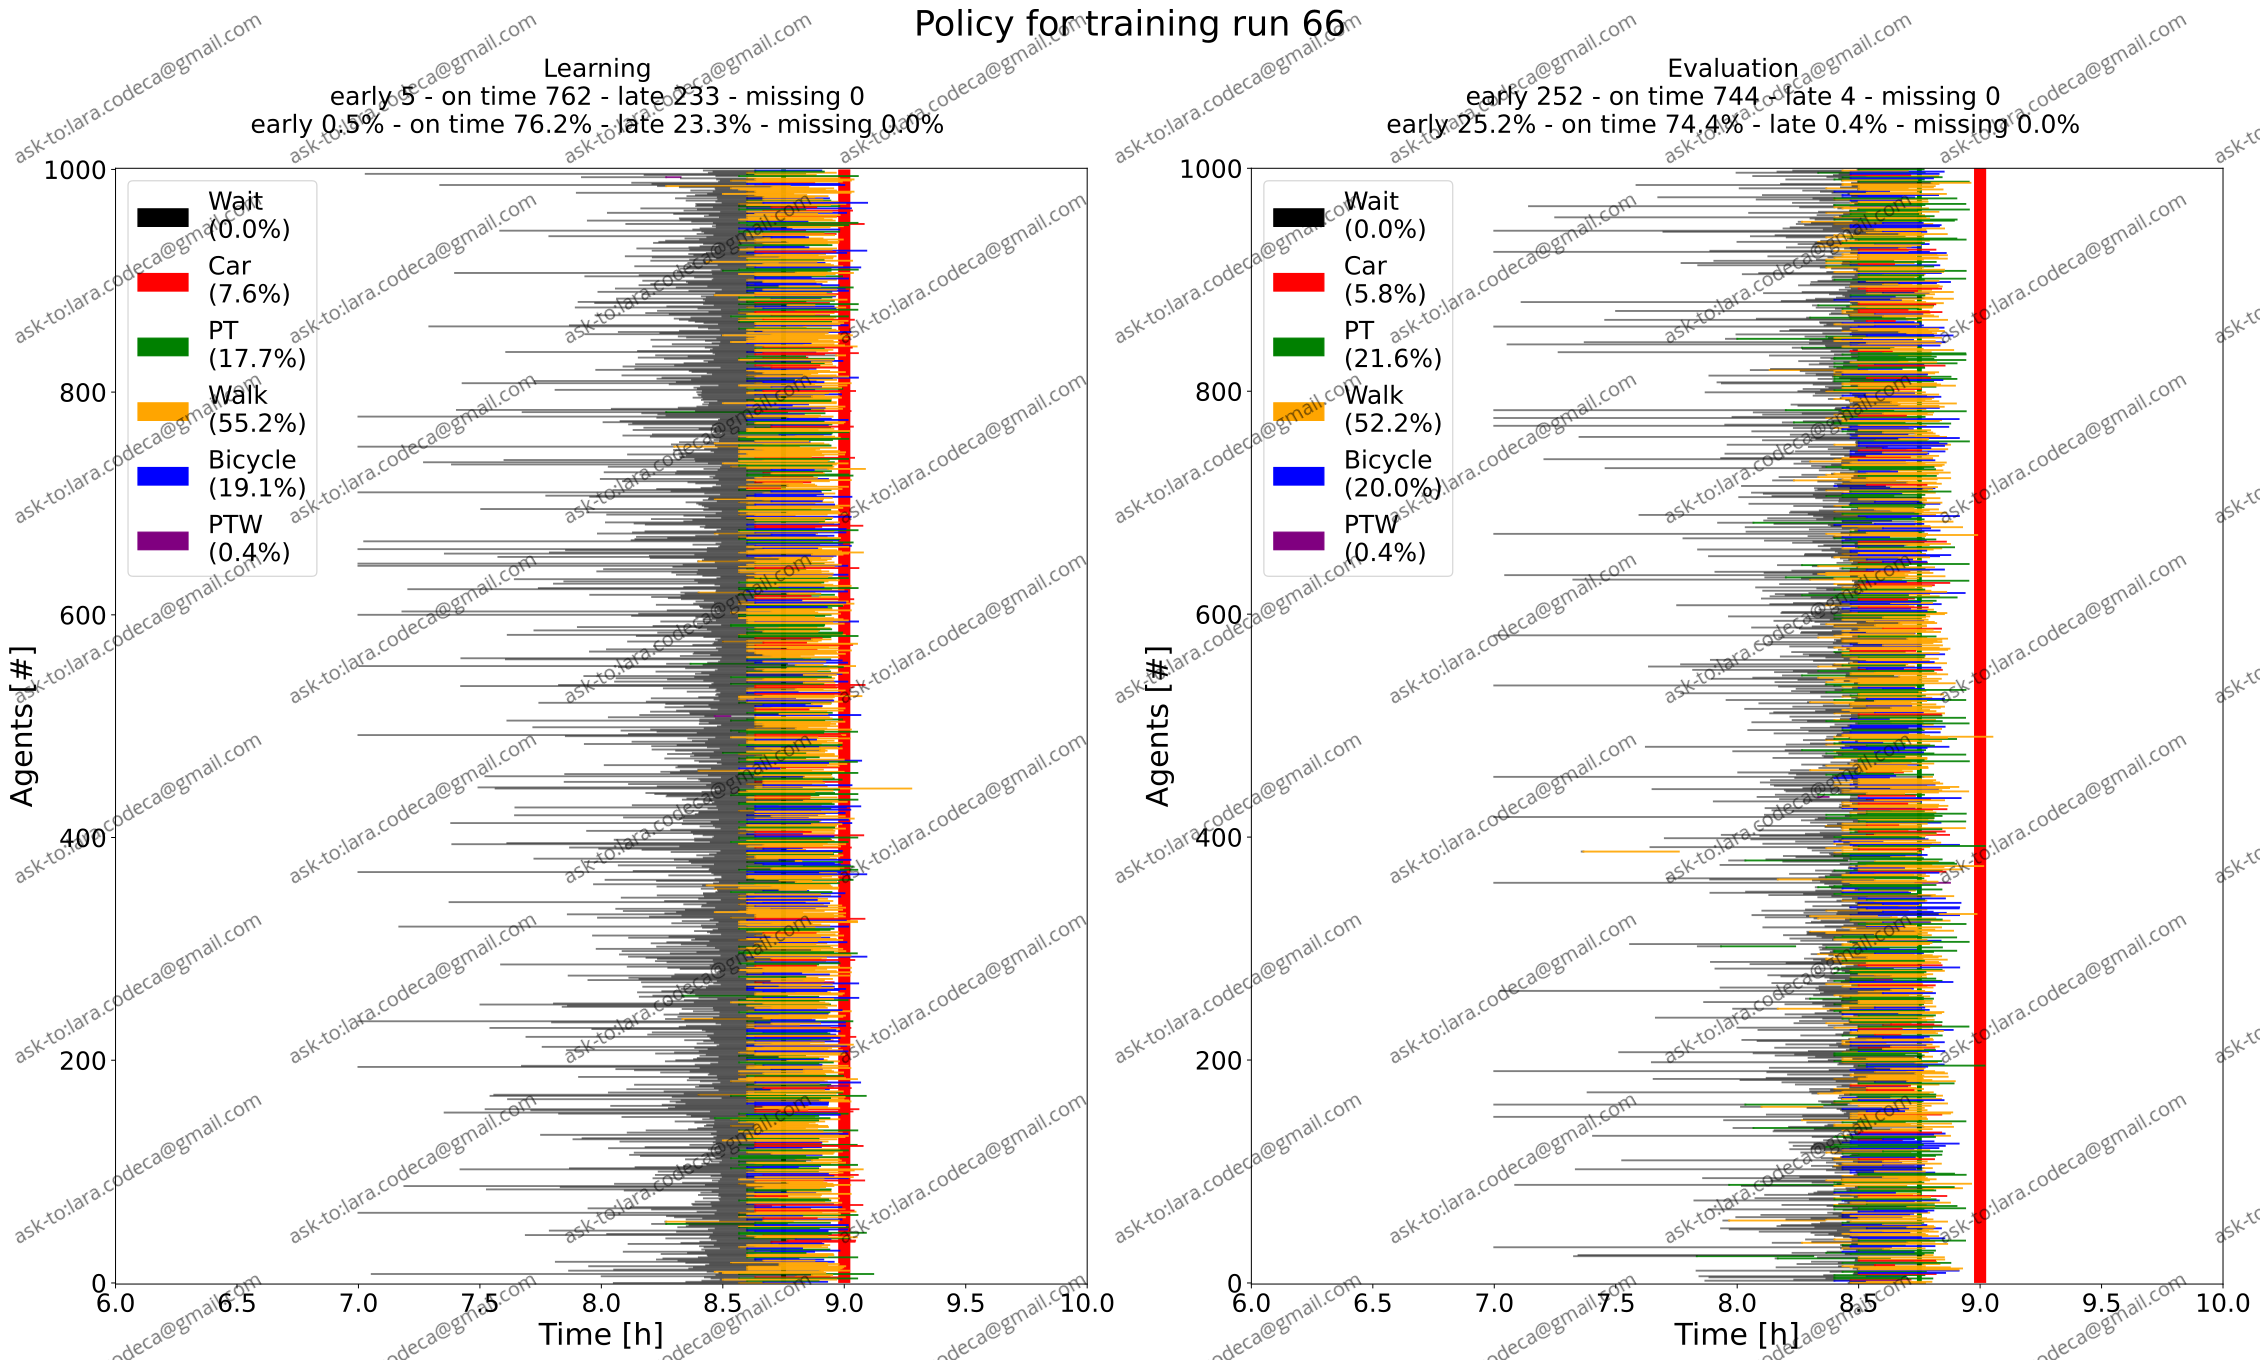 Policy for training run 66
Learning
early 5 - on time 762 - late 233 - missing 0
early 0.5% - on time 76.2% - late 23.3% - missing 0.0%
Evaluation
early 252 - on time 744 - late 4 - missing 0
early 25.2% - on time 74.4% - late 0.4% - missing 0.0%
Agents [#]
1000
800
600
400
200
0
Wait
(0.0%)
Car
(7.6%)
PT
(17.7%)
Walk
(55.2%)
Bicycle
(19.1%)
PTW
(0.4%)
6.0 6.5 7.0 7.5 8.0 8.5 9.0 9.5 10.0
Time [h]
Agents [#]
1000
800
600
400
200
0
Wait
(0.0%)
Car
(5.8%)
PT
(21.6%)
Walk
(52.2%)
Bicycle
(20.0%)
PTW
(0.4%)
6.0 6.5 7.0 7.5 8.0 8.5 9.0 9.5 10.0
Time [h]
ask-to:lara.codeca@gmail.com